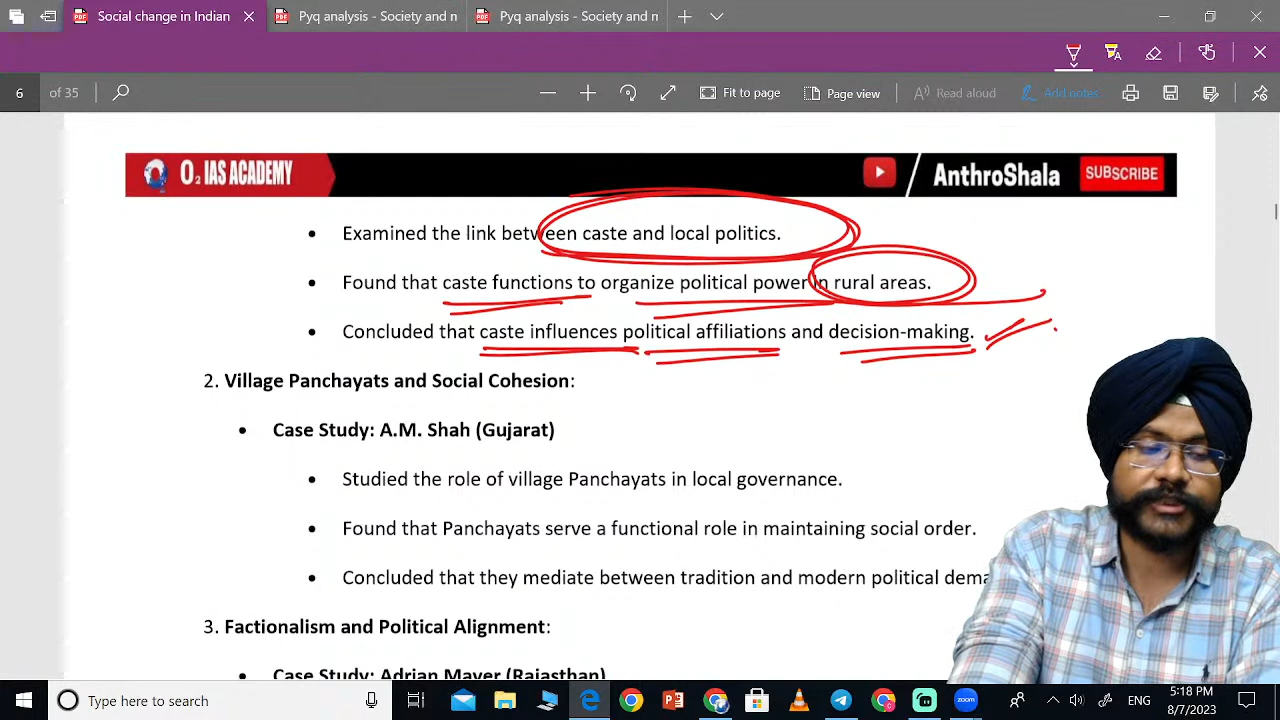 Social change in Indian
Pyq analysis - Society and n
Pyq analysis - Society and n
6 of 35
Fit to page
Page view
Read aloud
Add notes
O2 IAS ACADEMY
AnthroShala
SUBSCRIBE
• Examined the link between caste and local politics.
• Found that caste functions to organize political power in rural areas.
• Concluded that caste influences political affiliations and decision-making.
2. Village Panchayats and Social Cohesion:
• Case Study: A.M. Shah (Gujarat)
• Studied the role of village Panchayats in local governance.
• Found that Panchayats serve a functional role in maintaining social order.
• Concluded that they mediate between tradition and modern political dema
3. Factionalism and Political Alignment:
• Case Study: Adrian Mayer (Rajasthan)
Type here to search
zoom
ENG
5:18 PM
8/7/2023